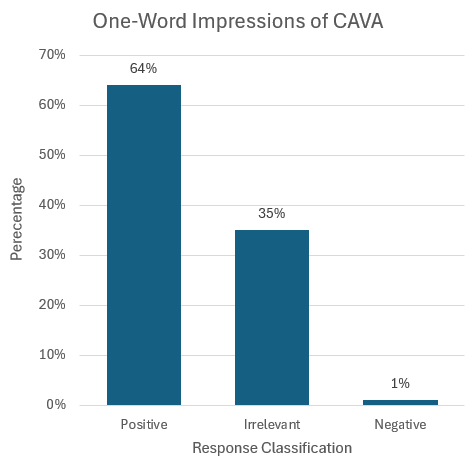 One-Word Impressions of CAVA
70%
64%
60%
50%
40%
35%
30%
20%
10%
1%
0%
Perecentage
Positive Irrelevant Negative
Response Classification